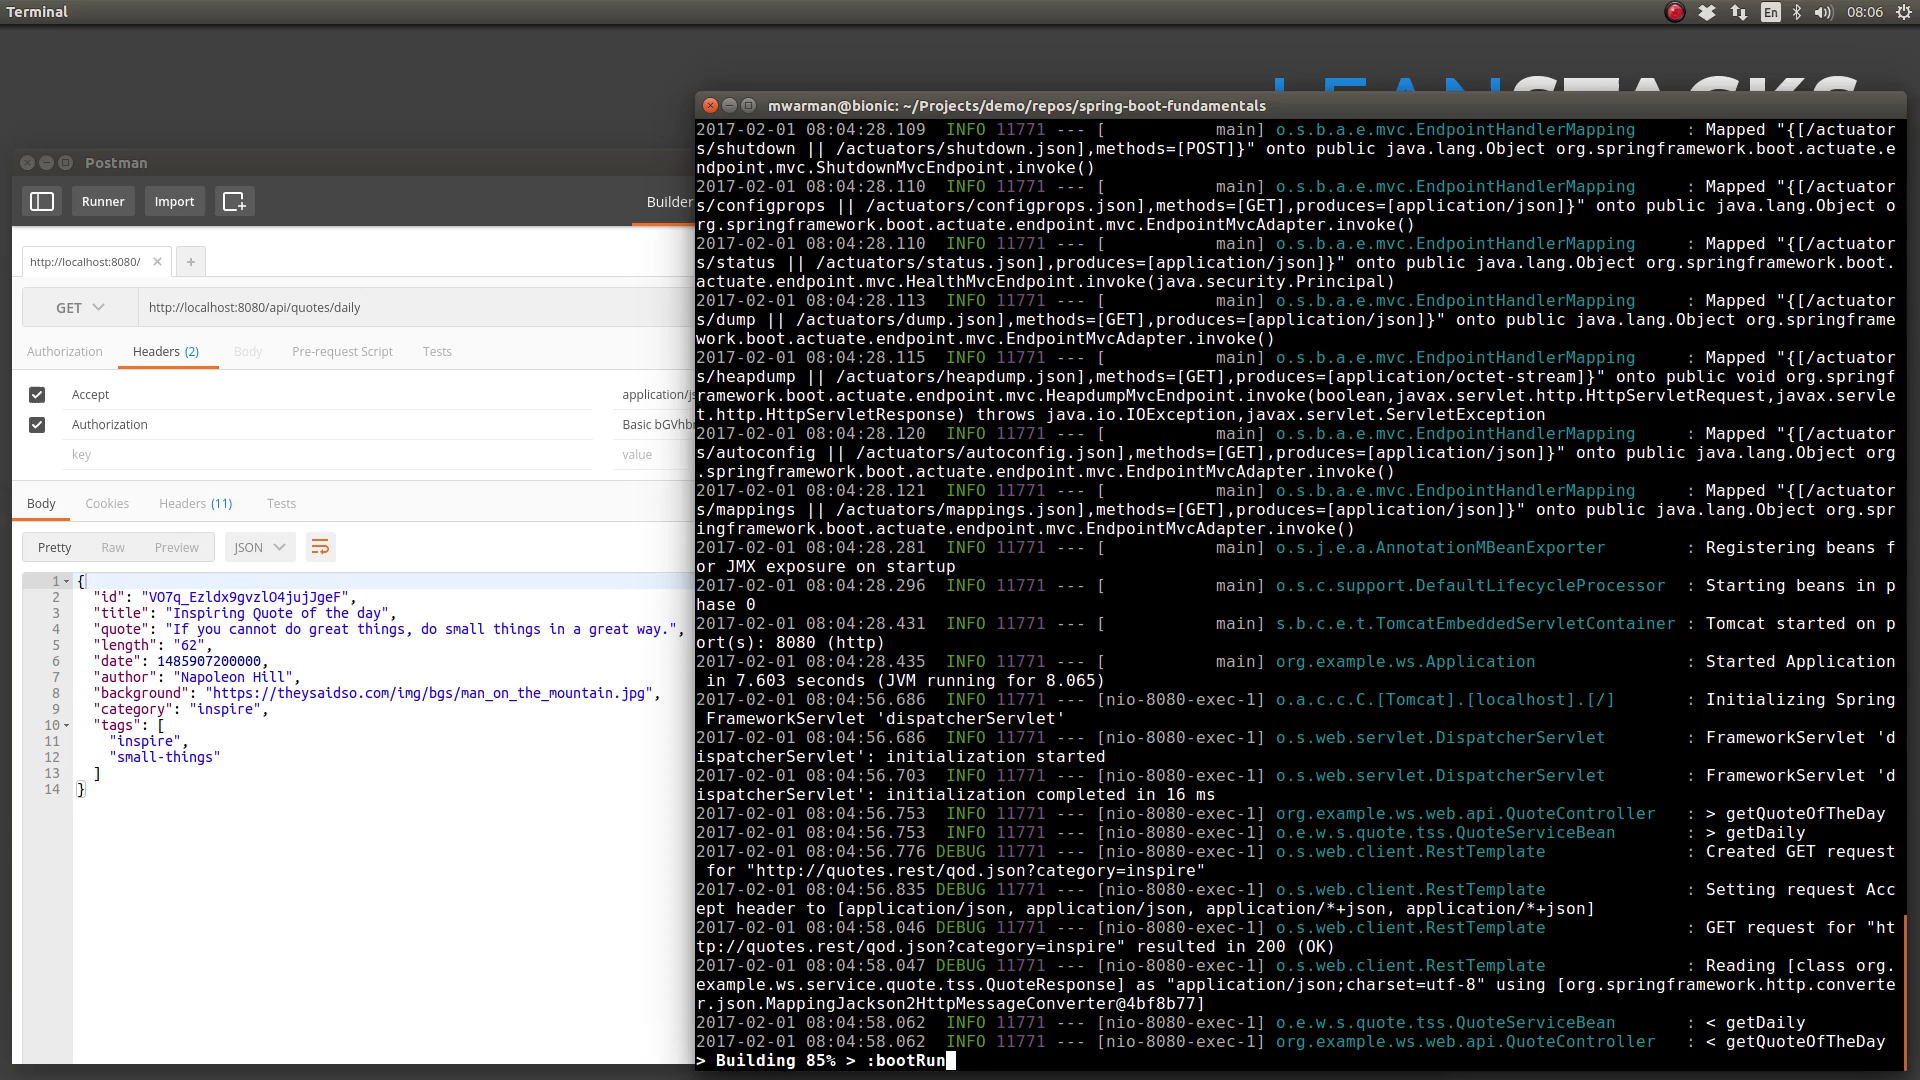 Terminal
En
08:06
LEANSTACKS
Postman
Runner
Import
Builder
http://localhost:8080/
GET
http://localhost:8080/api/quotes/daily
Authorization
Headers (2)
Body
Pre-request Script
Tests
Accept
application/js
Authorization
Basic bGVhbn
key
value
Body
Cookies
Headers (11)
Tests
Pretty
Raw
Preview
JSON
1 {
2 "id": "VO7q_Ezldx9gvzlO4jujJgeF",
3 "title": "Inspiring Quote of the day",
4 "quote": "If you cannot do great things, do small things in a great way.",
5 "length": "62",
6 "date": 1485907200000,
7 "author": "Napoleon Hill",
8 "background": "https://theysaidso.com/img/bgs/man_on_the_mountain.jpg",
9 "category": "inspire",
10 "tags": [
11 "inspire",
12 "small-things"
13 ]
14 }
mwarman@bionic: ~/Projects/demo/repos/spring-boot-fundamentals
2017-02-01 08:04:28.109  INFO 11771 --- [           main] o.s.b.a.e.mvc.EndpointHandlerMapping     : Mapped "{[/actuator
s/shutdown || /actuators/shutdown.json],methods=[POST]}" onto public java.lang.Object org.springframework.boot.actuate.e
ndpoint.mvc.ShutdownMvcEndpoint.invoke()
2017-02-01 08:04:28.110  INFO 11771 --- [           main] o.s.b.a.e.mvc.EndpointHandlerMapping     : Mapped "{[/actuator
s/configprops || /actuators/configprops.json],methods=[GET],produces=[application/json]}" onto public java.lang.Object o
rg.springframework.boot.actuate.endpoint.mvc.EndpointMvcAdapter.invoke()
2017-02-01 08:04:28.110  INFO 11771 --- [           main] o.s.b.a.e.mvc.EndpointHandlerMapping     : Mapped "{[/actuator
s/status || /actuators/status.json],produces=[application/json]}" onto public java.lang.Object org.springframework.boot.
actuate.endpoint.mvc.HealthMvcEndpoint.invoke(java.security.Principal)
2017-02-01 08:04:28.113  INFO 11771 --- [           main] o.s.b.a.e.mvc.EndpointHandlerMapping     : Mapped "{[/actuator
s/dump || /actuators/dump.json],methods=[GET],produces=[application/json]}" onto public java.lang.Object org.springframe
work.boot.actuate.endpoint.mvc.EndpointMvcAdapter.invoke()
2017-02-01 08:04:28.115  INFO 11771 --- [           main] o.s.b.a.e.mvc.EndpointHandlerMapping     : Mapped "{[/actuator
s/heapdump || /actuators/heapdump.json],methods=[GET],produces=[application/octet-stream]}" onto public void org.springf
ramework.boot.actuate.endpoint.mvc.HeapdumpMvcEndpoint.invoke(boolean,javax.servlet.http.HttpServletRequest,javax.servle
t.http.HttpServletResponse) throws java.io.IOException,javax.servlet.ServletException
2017-02-01 08:04:28.120  INFO 11771 --- [           main] o.s.b.a.e.mvc.EndpointHandlerMapping     : Mapped "{[/actuator
s/autoconfig || /actuators/autoconfig.json],methods=[GET],produces=[application/json]}" onto public java.lang.Object org
.springframework.boot.actuate.endpoint.mvc.EndpointMvcAdapter.invoke()
2017-02-01 08:04:28.121  INFO 11771 --- [           main] o.s.b.a.e.mvc.EndpointHandlerMapping     : Mapped "{[/actuator
s/mappings || /actuators/mappings.json],methods=[GET],produces=[application/json]}" onto public java.lang.Object org.spr
ingframework.boot.actuate.endpoint.mvc.EndpointMvcAdapter.invoke()
2017-02-01 08:04:28.281  INFO 11771 --- [           main] o.s.j.e.a.AnnotationMBeanExporter        : Registering beans f
or JMX exposure on startup
2017-02-01 08:04:28.296  INFO 11771 --- [           main] o.s.c.support.DefaultLifecycleProcessor  : Starting beans in p
hase 0
2017-02-01 08:04:28.431  INFO 11771 --- [           main] s.b.c.e.t.TomcatEmbeddedServletContainer : Tomcat started on p
ort(s): 8080 (http)
2017-02-01 08:04:28.435  INFO 11771 --- [           main] org.example.ws.Application               : Started Application
 in 7.603 seconds (JVM running for 8.065)
2017-02-01 08:04:56.686  INFO 11771 --- [nio-8080-exec-1] o.a.c.c.C.[Tomcat].[localhost].[/]       : Initializing Spring
 FrameworkServlet 'dispatcherServlet'
2017-02-01 08:04:56.686  INFO 11771 --- [nio-8080-exec-1] o.s.web.servlet.DispatcherServlet        : FrameworkServlet 'd
ispatcherServlet': initialization started
2017-02-01 08:04:56.703  INFO 11771 --- [nio-8080-exec-1] o.s.web.servlet.DispatcherServlet        : FrameworkServlet 'd
ispatcherServlet': initialization completed in 16 ms
2017-02-01 08:04:56.753  INFO 11771 --- [nio-8080-exec-1] org.example.ws.web.api.QuoteController   : > getQuoteOfTheDay
2017-02-01 08:04:56.753  INFO 11771 --- [nio-8080-exec-1] o.e.w.s.quote.tss.QuoteServiceBean       : > getDaily
2017-02-01 08:04:56.776 DEBUG 11771 --- [nio-8080-exec-1] o.s.web.client.RestTemplate              : Created GET request
 for "http://quotes.rest/qod.json?category=inspire"
2017-02-01 08:04:56.835 DEBUG 11771 --- [nio-8080-exec-1] o.s.web.client.RestTemplate              : Setting request Acc
ept header to [application/json, application/json, application/*+json, application/*+json]
2017-02-01 08:04:58.046 DEBUG 11771 --- [nio-8080-exec-1] o.s.web.client.RestTemplate              : GET request for "ht
tp://quotes.rest/qod.json?category=inspire" resulted in 200 (OK)
2017-02-01 08:04:58.047 DEBUG 11771 --- [nio-8080-exec-1] o.s.web.client.RestTemplate              : Reading [class org.
example.ws.service.quote.tss.QuoteResponse] as "application/json;charset=utf-8" using [org.springframework.http.converte
r.json.MappingJackson2HttpMessageConverter@4bf8b77]
2017-02-01 08:04:58.062  INFO 11771 --- [nio-8080-exec-1] o.e.w.s.quote.tss.QuoteServiceBean       : < getDaily
2017-02-01 08:04:58.062  INFO 11771 --- [nio-8080-exec-1] org.example.ws.web.api.QuoteController   : < getQuoteOfTheDay
> Building 85% > :bootRun